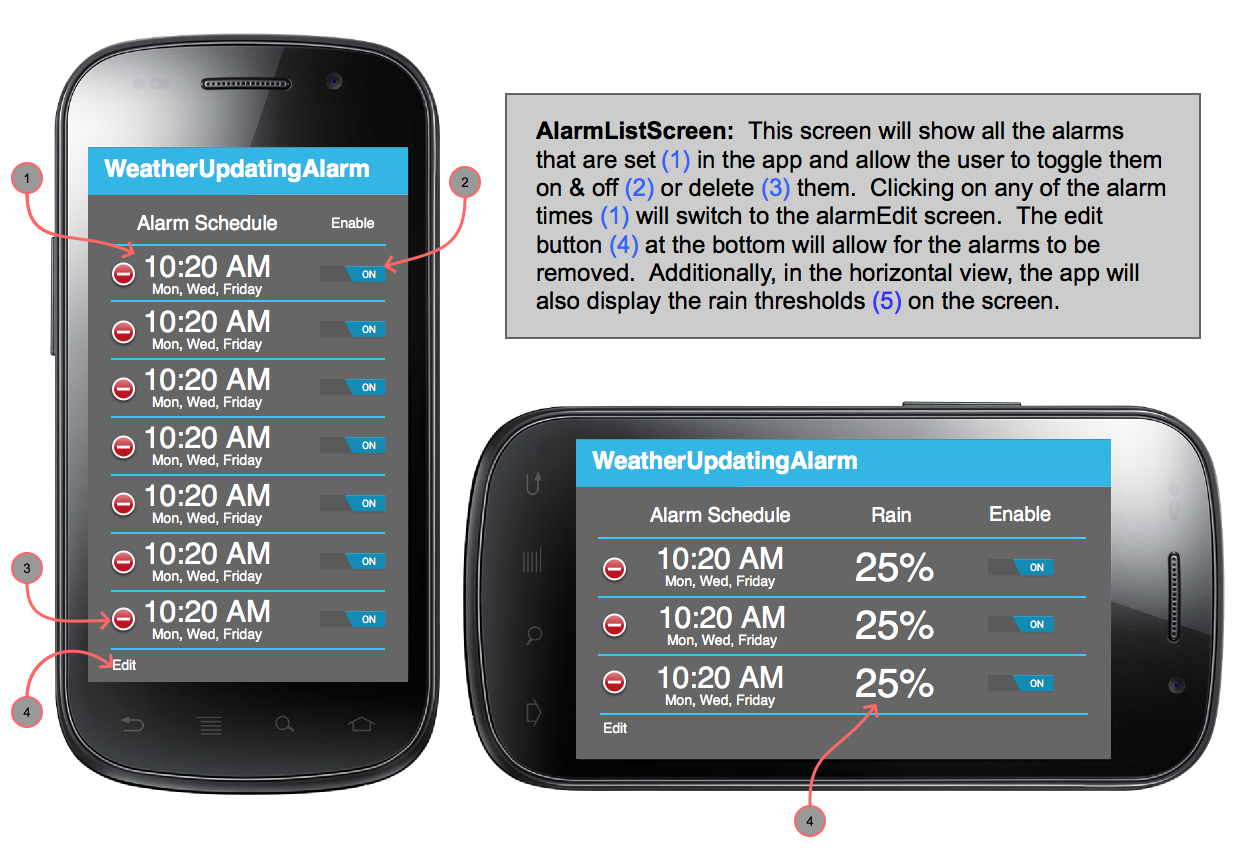 AlarmListScreen: This screen will show all the alarms
that are set (1) in the app and allow the user to toggle them
on & off (2) or delete (3) them. Clicking on any of the alarm
times (1) will switch to the alarmEdit screen. The edit
button (4) at the bottom will allow for the alarms to be
removed. Additionally, in the horizontal view, the app will
also display the rain thresholds (5) on the screen.
1
2
3
4
WeatherUpdatingAlarm
Alarm Schedule Enable
10:20 AM ON
Mon, Wed, Friday
10:20 AM ON
Mon, Wed, Friday
10:20 AM ON
Mon, Wed, Friday
10:20 AM ON
Mon, Wed, Friday
10:20 AM ON
Mon, Wed, Friday
10:20 AM ON
Mon, Wed, Friday
10:20 AM ON
Mon, Wed, Friday
Edit
WeatherUpdatingAlarm
Alarm Schedule Rain Enable
10:20 AM 25% ON
Mon, Wed, Friday
10:20 AM 25% ON
Mon, Wed, Friday
10:20 AM 25% ON
Mon, Wed, Friday
Edit
4